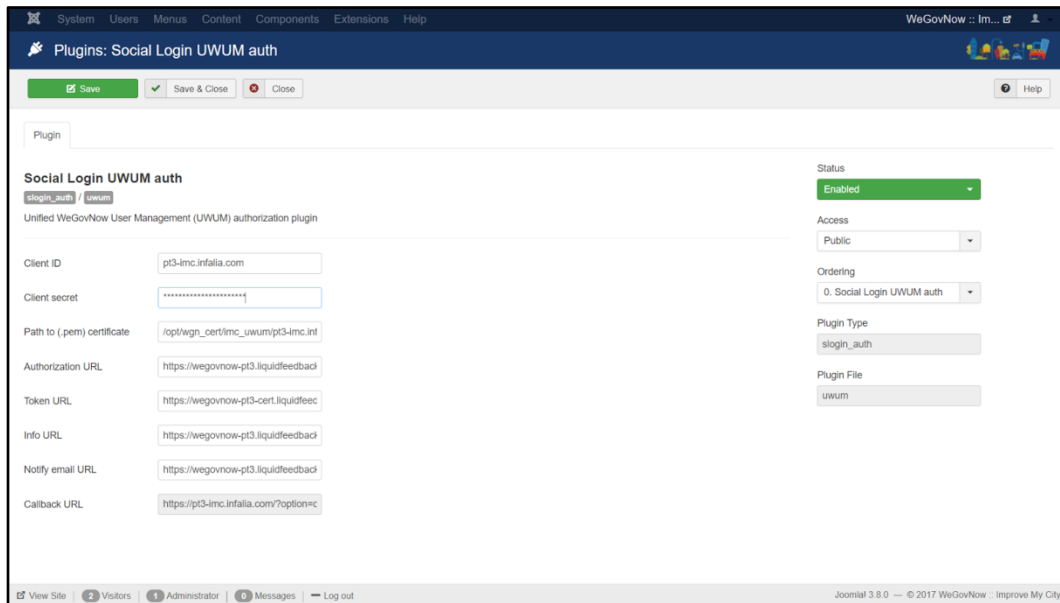 System Users Menus Content Components Extensions Help WeGovNow :: Im...
Plugins: Social Login UWUM auth
Save Save & Close Close Help
Plugin
Social Login UWUM auth
slogin_auth / uwum
Unified WeGovNow User Management (UWUM) authorization plugin
Client ID pt3-imc.infalia.com
Client secret **********************
Path to (.pem) certificate /opt/wgn_cert/imc_uwum/pt3-imc.inf
Authorization URL https://wegovnow-pt3.liquidfeedback
Token URL https://wegovnow-pt3-cert.liquidfeec
Info URL https://wegovnow-pt3.liquidfeedback
Notify email URL https://wegovnow-pt3.liquidfeedback
Callback URL https://pt3-imc.infalia.com/?option=c
Status
Enabled
Access
Public
Ordering
0. Social Login UWUM auth
Plugin Type
slogin_auth
Plugin File
uwum
View Site | 2 Visitors | 1 Administrator | 0 Messages | Log out Joomla! 3.8.0 — © 2017 WeGovNow :: Improve My City